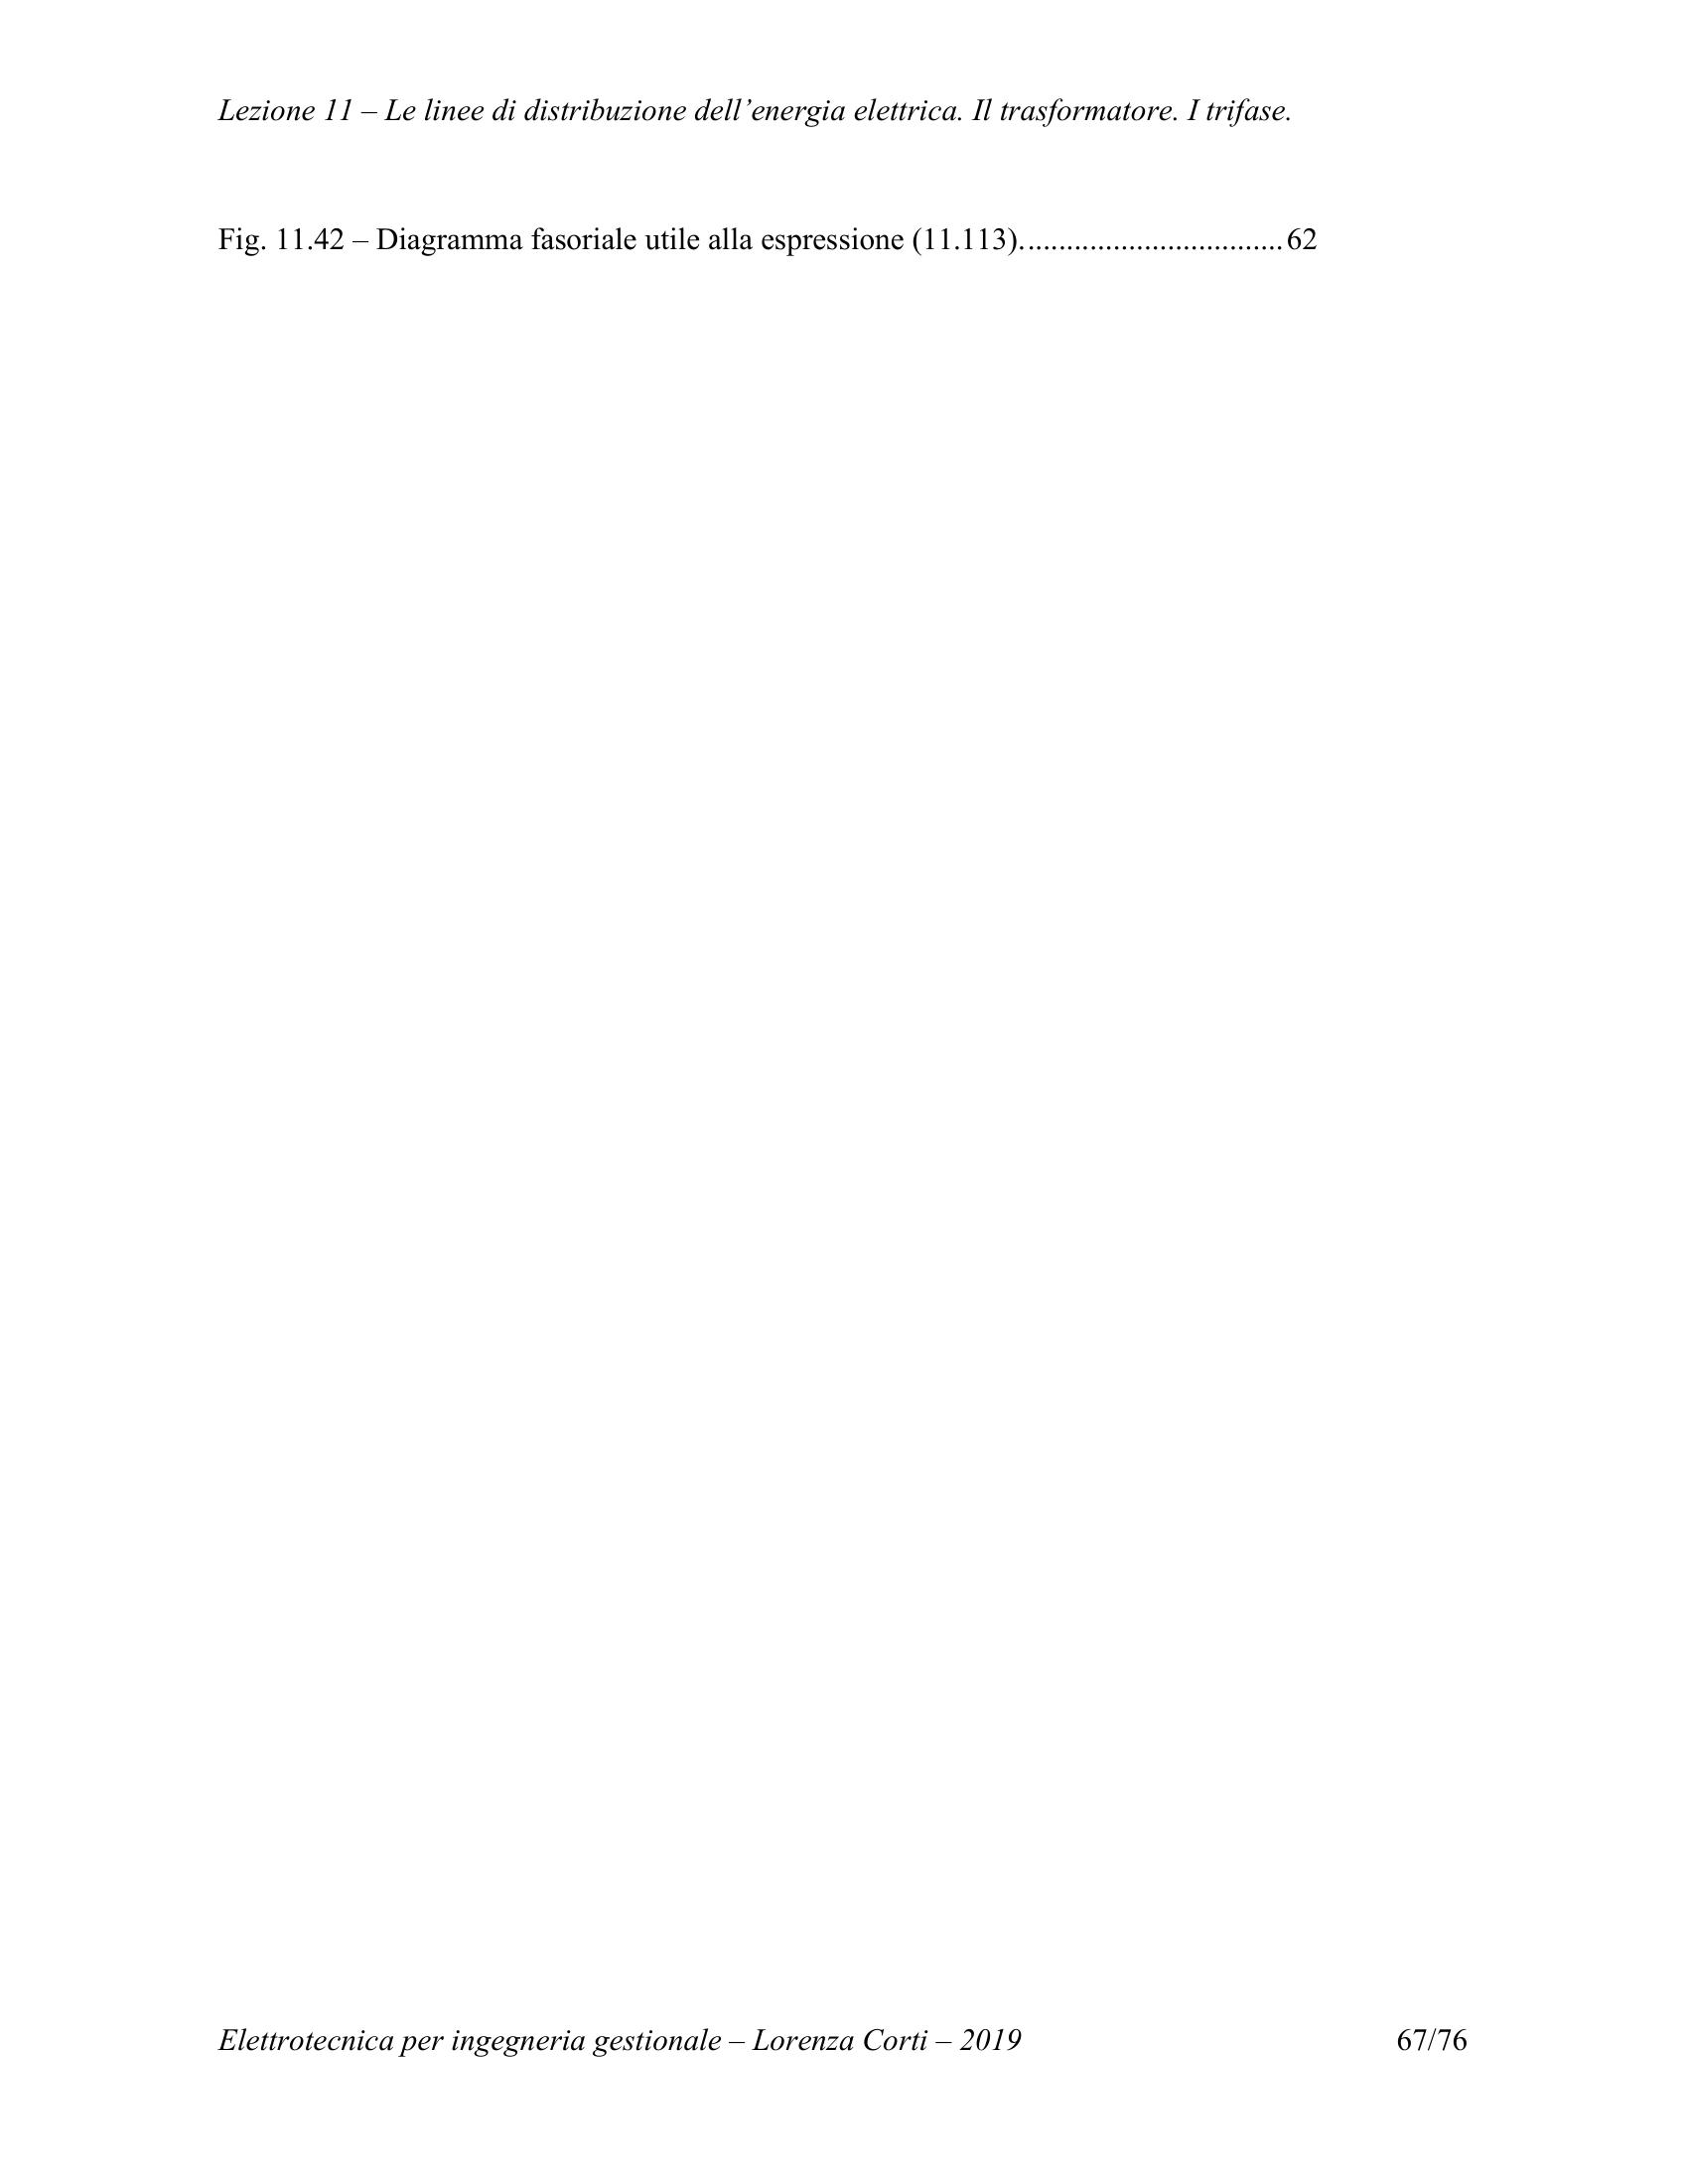 Lezione 11 – Le linee di distribuzione dell’energia elettrica. Il trasformatore. I trifase.
Fig. 11.42 – Diagramma fasoriale utile alla espressione (11.113). ................................. 62
Elettrotecnica per ingegneria gestionale – Lorenza Corti – 2019 67/76